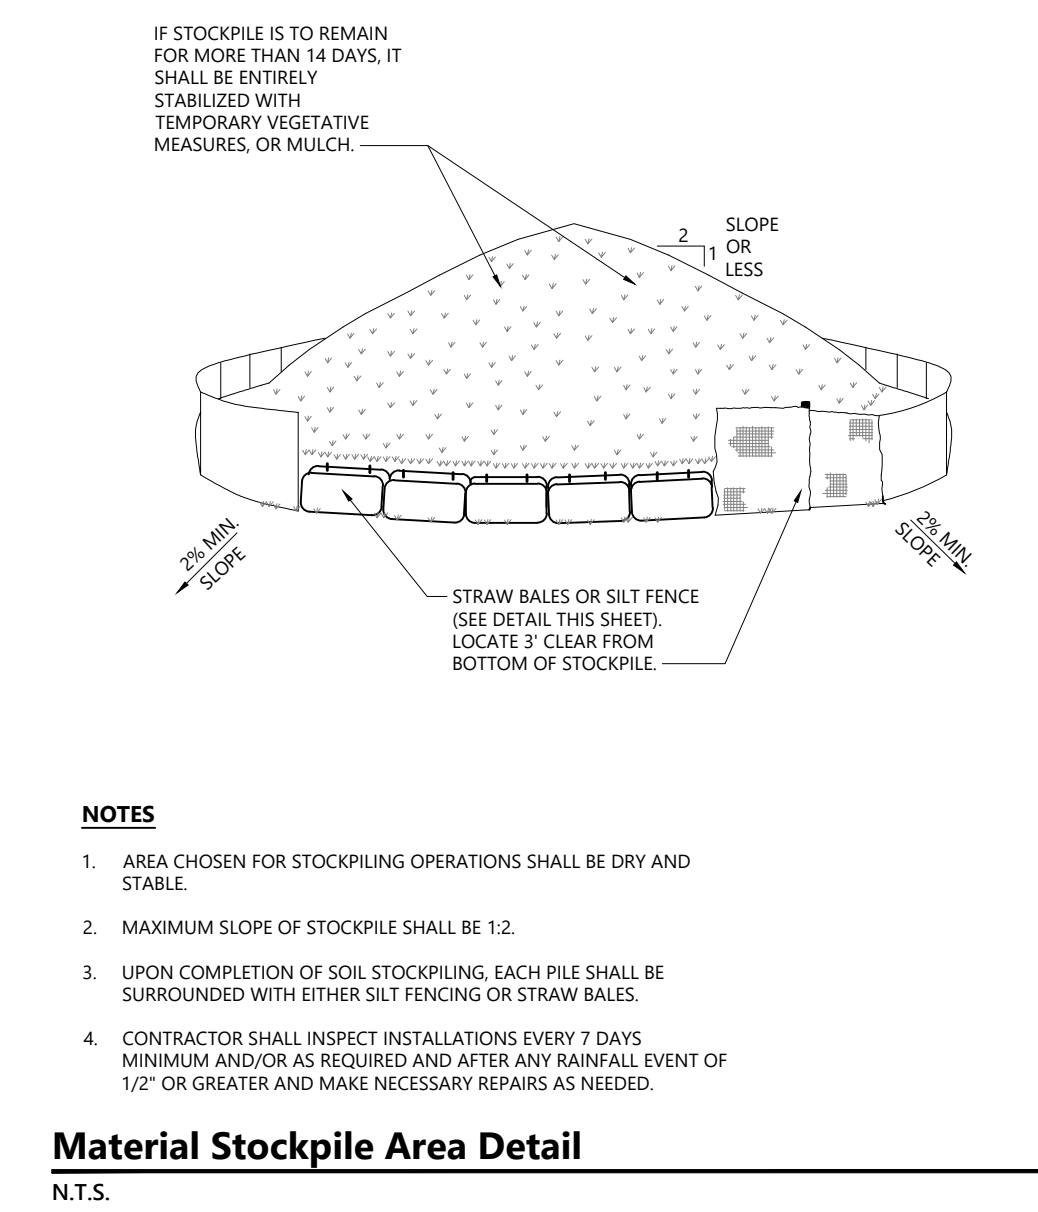 IF STOCKPILE IS TO REMAIN
FOR MORE THAN 14 DAYS, IT
SHALL BE ENTIRELY
STABILIZED WITH
TEMPORARY VEGETATIVE
MEASURES, OR MULCH.
2
1
SLOPE
OR
LESS
2% MIN.
SLOPE
2% MIN.
SLOPE
STRAW BALES OR SILT FENCE
(SEE DETAIL THIS SHEET).
LOCATE 3' CLEAR FROM
BOTTOM OF STOCKPILE.
NOTES
1. AREA CHOSEN FOR STOCKPILING OPERATIONS SHALL BE DRY AND
STABLE.
2. MAXIMUM SLOPE OF STOCKPILE SHALL BE 1:2.
3. UPON COMPLETION OF SOIL STOCKPILING, EACH PILE SHALL BE
SURROUNDED WITH EITHER SILT FENCING OR STRAW BALES.
4. CONTRACTOR SHALL INSPECT INSTALLATIONS EVERY 7 DAYS
MINIMUM AND/OR AS REQUIRED AND AFTER ANY RAINFALL EVENT OF
1/2" OR GREATER AND MAKE NECESSARY REPAIRS AS NEEDED.
Material Stockpile Area Detail
N.T.S.